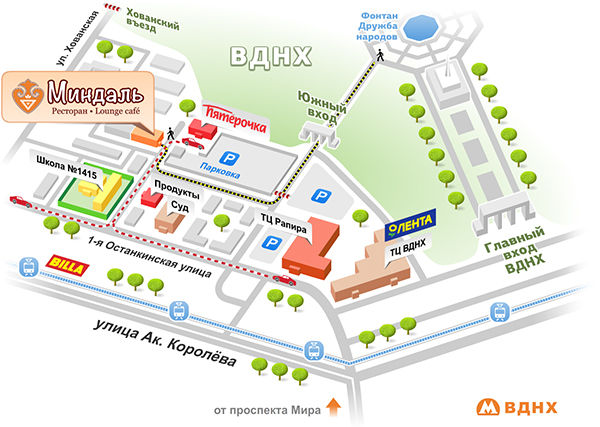 Хованский
въезд
ул. Хованская
ВДНХ
Фонтан
Дружба
народов
Южный
вход
Миндаль
Ресторан • Lounge café
Пятёрочка
P
Парковка
Школа №1415
Продукты
Суд
P
ТЦ Рапира
P
ЛЕНТА
ТЦ ВДНХ
Главный
вход
ВДНХ
1-я Останкинская улица
BILLA
улица Ак. Королёва
от проспекта Мира
М ВДНХ